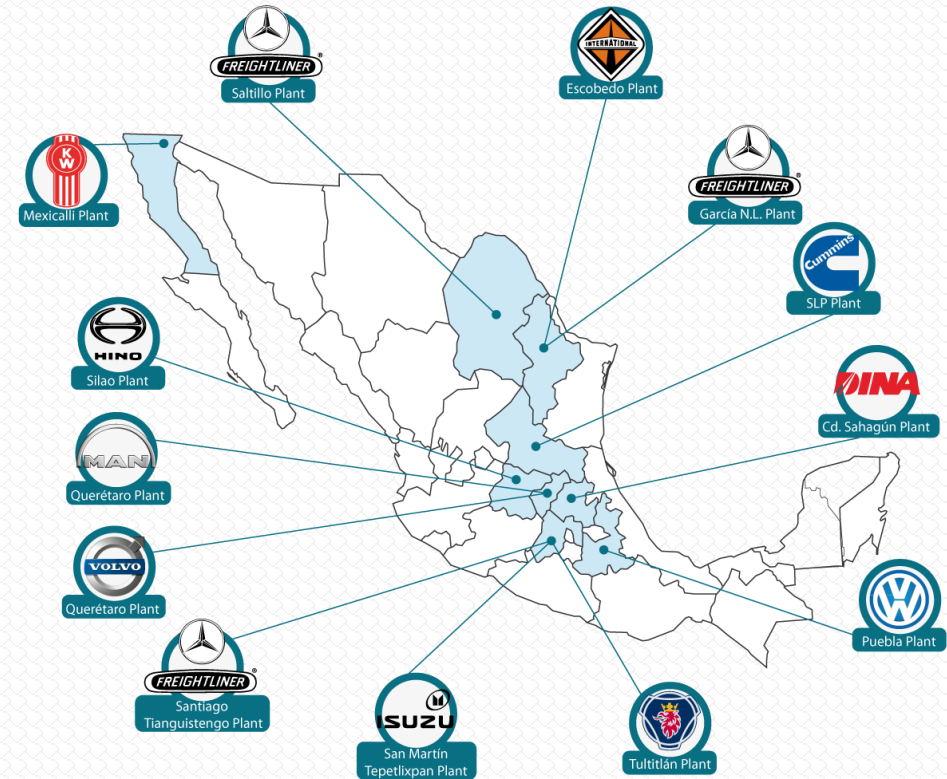 FREIGHTLINER®
Saltillo Plant
INTERNATIONAL®
Escobedo Plant
KW
Mexicalli Plant
FREIGHTLINER®
García N.L. Plant
Cummins
SLP Plant
HINO
Silao Plant
DINA
Cd. Sahagún Plant
MAN
Querétaro Plant
VOLVO
Querétaro Plant
VW
Puebla Plant
FREIGHTLINER®
Santiago
Tianguistengo Plant
ISUZU
San Martín
Tepetlixpan Plant
Tultitlán Plant